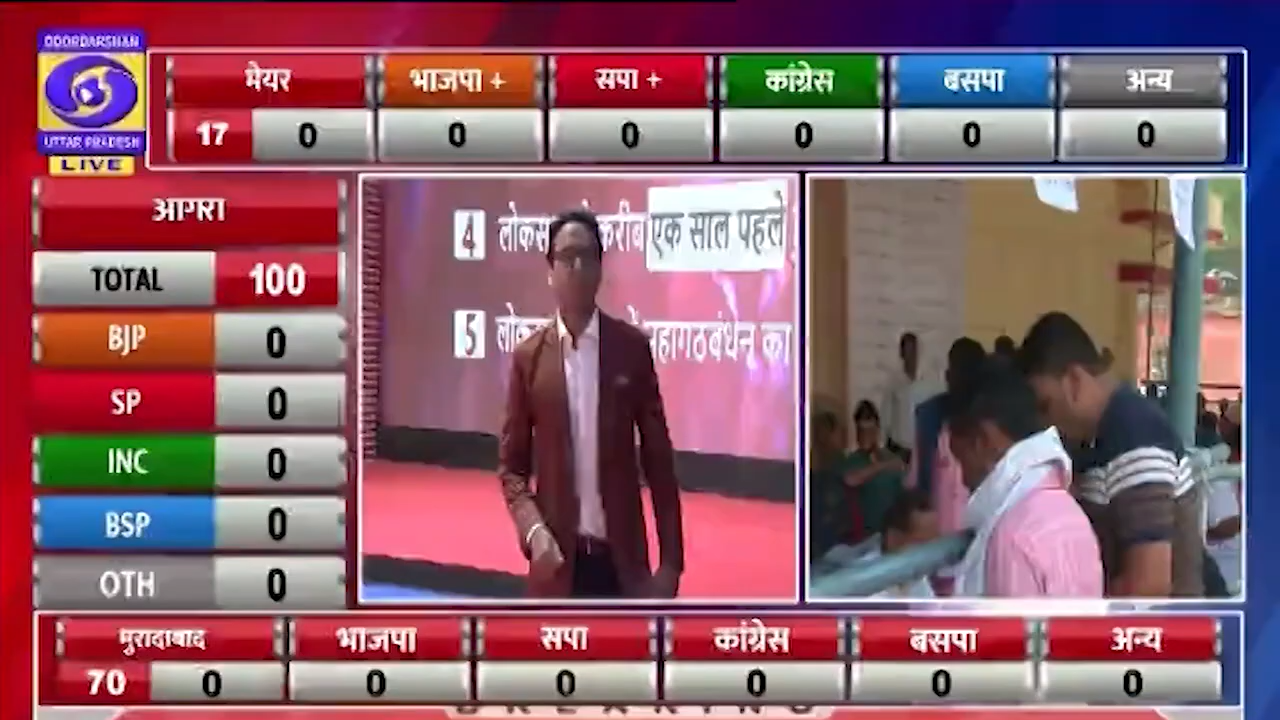 DOORDARSHAN
UTTAR PRADESH
LIVE
मेयर भाजपा + सपा + कांग्रेस बसपा अन्य
17 0 0 0 0 0 0
आगरा
TOTAL 100
BJP 0
SP 0
INC 0
BSP 0
OTH 0
4 करीब एक साल पहले
5 महागठबंधन का
मुरादाबाद भाजपा सपा कांग्रेस बसपा अन्य
70 0 0 0 0 0 0